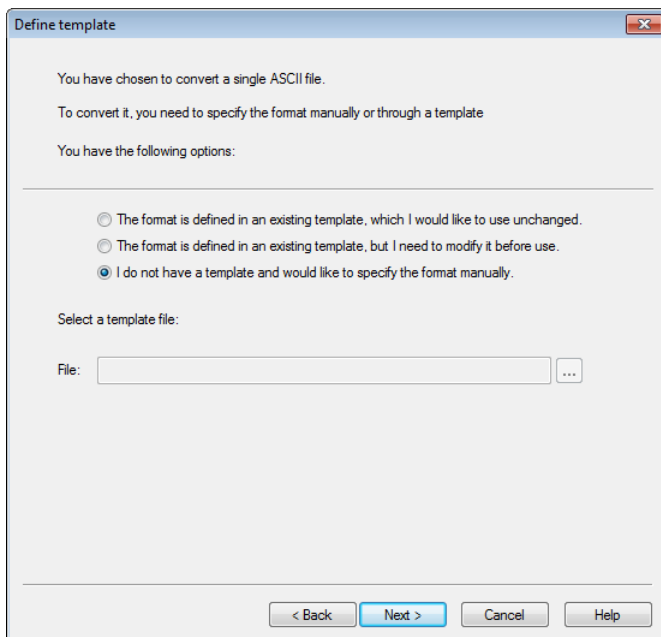 Define template
You have chosen to convert a single ASCII file.
To convert it, you need to specify the format manually or through a template
You have the following options:
The format is defined in an existing template, which I would like to use unchanged.
The format is defined in an existing template, but I need to modify it before use.
I do not have a template and would like to specify the format manually.
Select a template file:
File: ...
< Back Next > Cancel Help